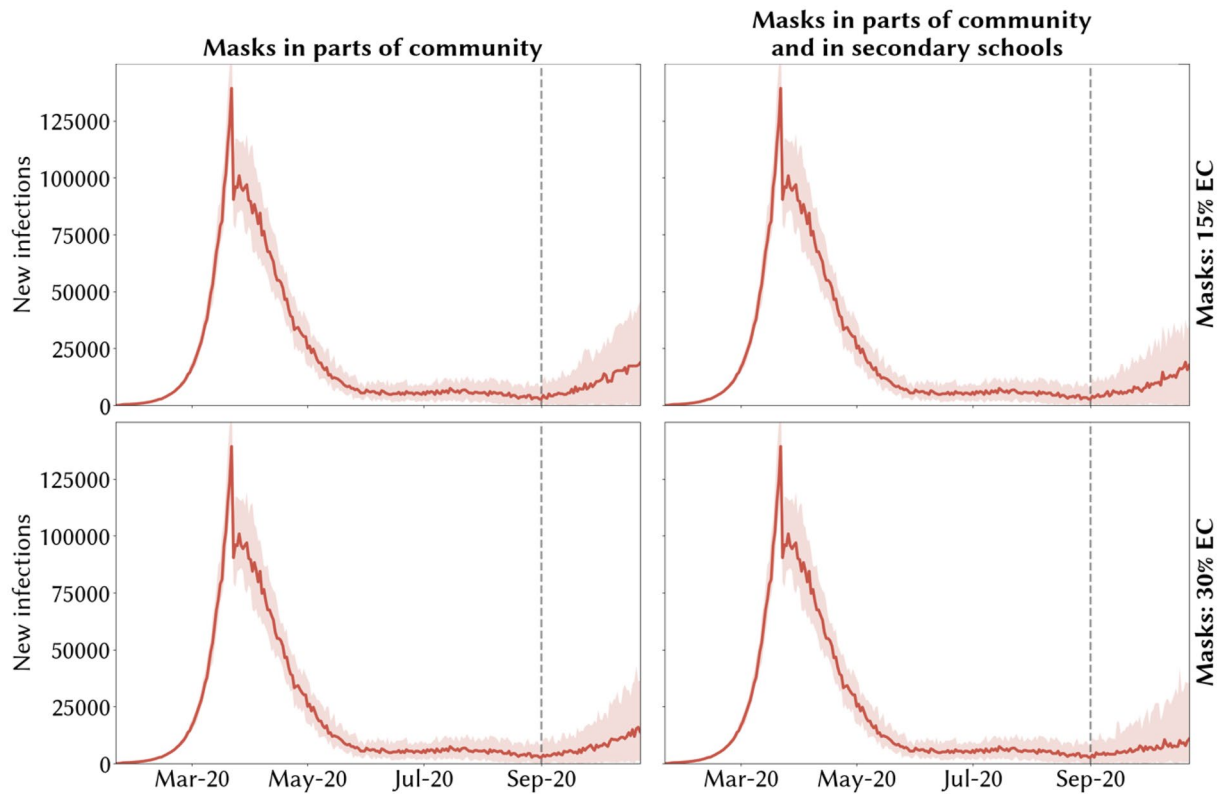 Masks in parts of community
Masks in parts of community
and in secondary schools
New infections
125000
100000
75000
50000
25000
0
Masks: 15% EC
New infections
125000
100000
75000
50000
25000
0
Masks: 30% EC
Mar-20 May-20 Jul-20 Sep-20
Mar-20 May-20 Jul-20 Sep-20